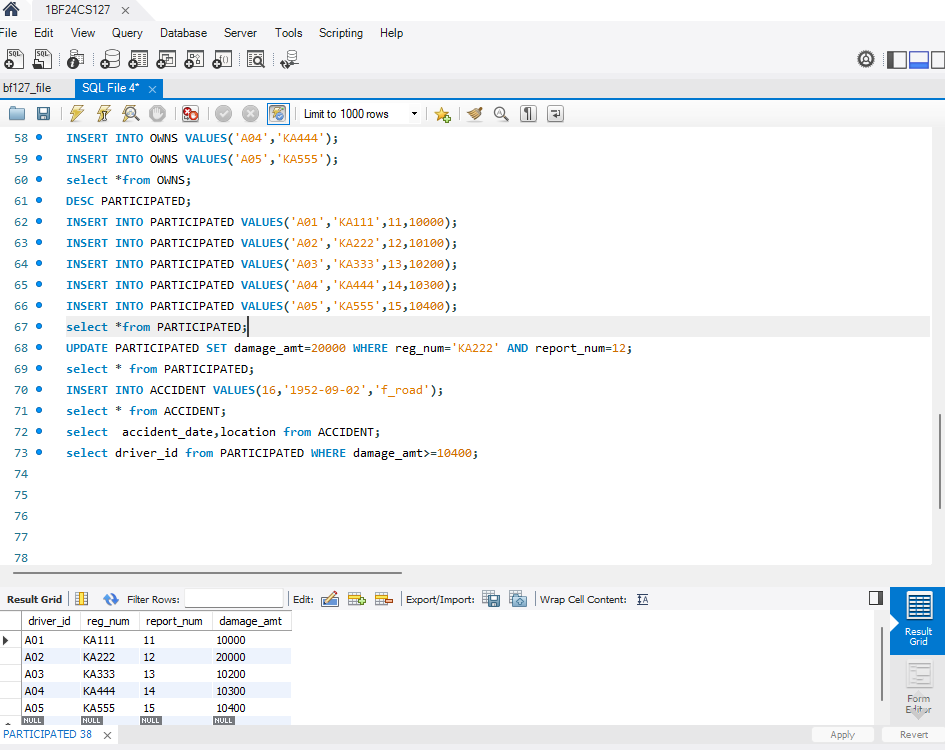 1BF24CS127
File Edit View Query Database Server Tools Scripting Help
bf127_file SQL File 4*
Limit to 1000 rows
58 INSERT INTO OWNS VALUES('A04','KA444');
59 INSERT INTO OWNS VALUES('A05','KA555');
60 select *from OWNS;
61 DESC PARTICIPATED;
62 INSERT INTO PARTICIPATED VALUES('A01','KA111',11,10000);
63 INSERT INTO PARTICIPATED VALUES('A02','KA222',12,10100);
64 INSERT INTO PARTICIPATED VALUES('A03','KA333',13,10200);
65 INSERT INTO PARTICIPATED VALUES('A04','KA444',14,10300);
66 INSERT INTO PARTICIPATED VALUES('A05','KA555',15,10400);
67 select *from PARTICIPATED;
68 UPDATE PARTICIPATED SET damage_amt=20000 WHERE reg_num='KA222' AND report_num=12;
69 select * from PARTICIPATED;
70 INSERT INTO ACCIDENT VALUES(16,'1952-09-02','f_road');
71 select * from ACCIDENT;
72 select  accident_date,location from ACCIDENT;
73 select driver_id from PARTICIPATED WHERE damage_amt>=10400;
74
75
76
77
78
Result Grid Filter Rows: Edit: Export/Import: Wrap Cell Content: IA
driver_id reg_num report_num damage_amt
A01 KA111 11 10000
A02 KA222 12 20000
A03 KA333 13 10200
A04 KA444 14 10300
A05 KA555 15 10400
NULL NULL NULL NULL
Result
Grid
Form
Editor
PARTICIPATED 38 Apply Revert